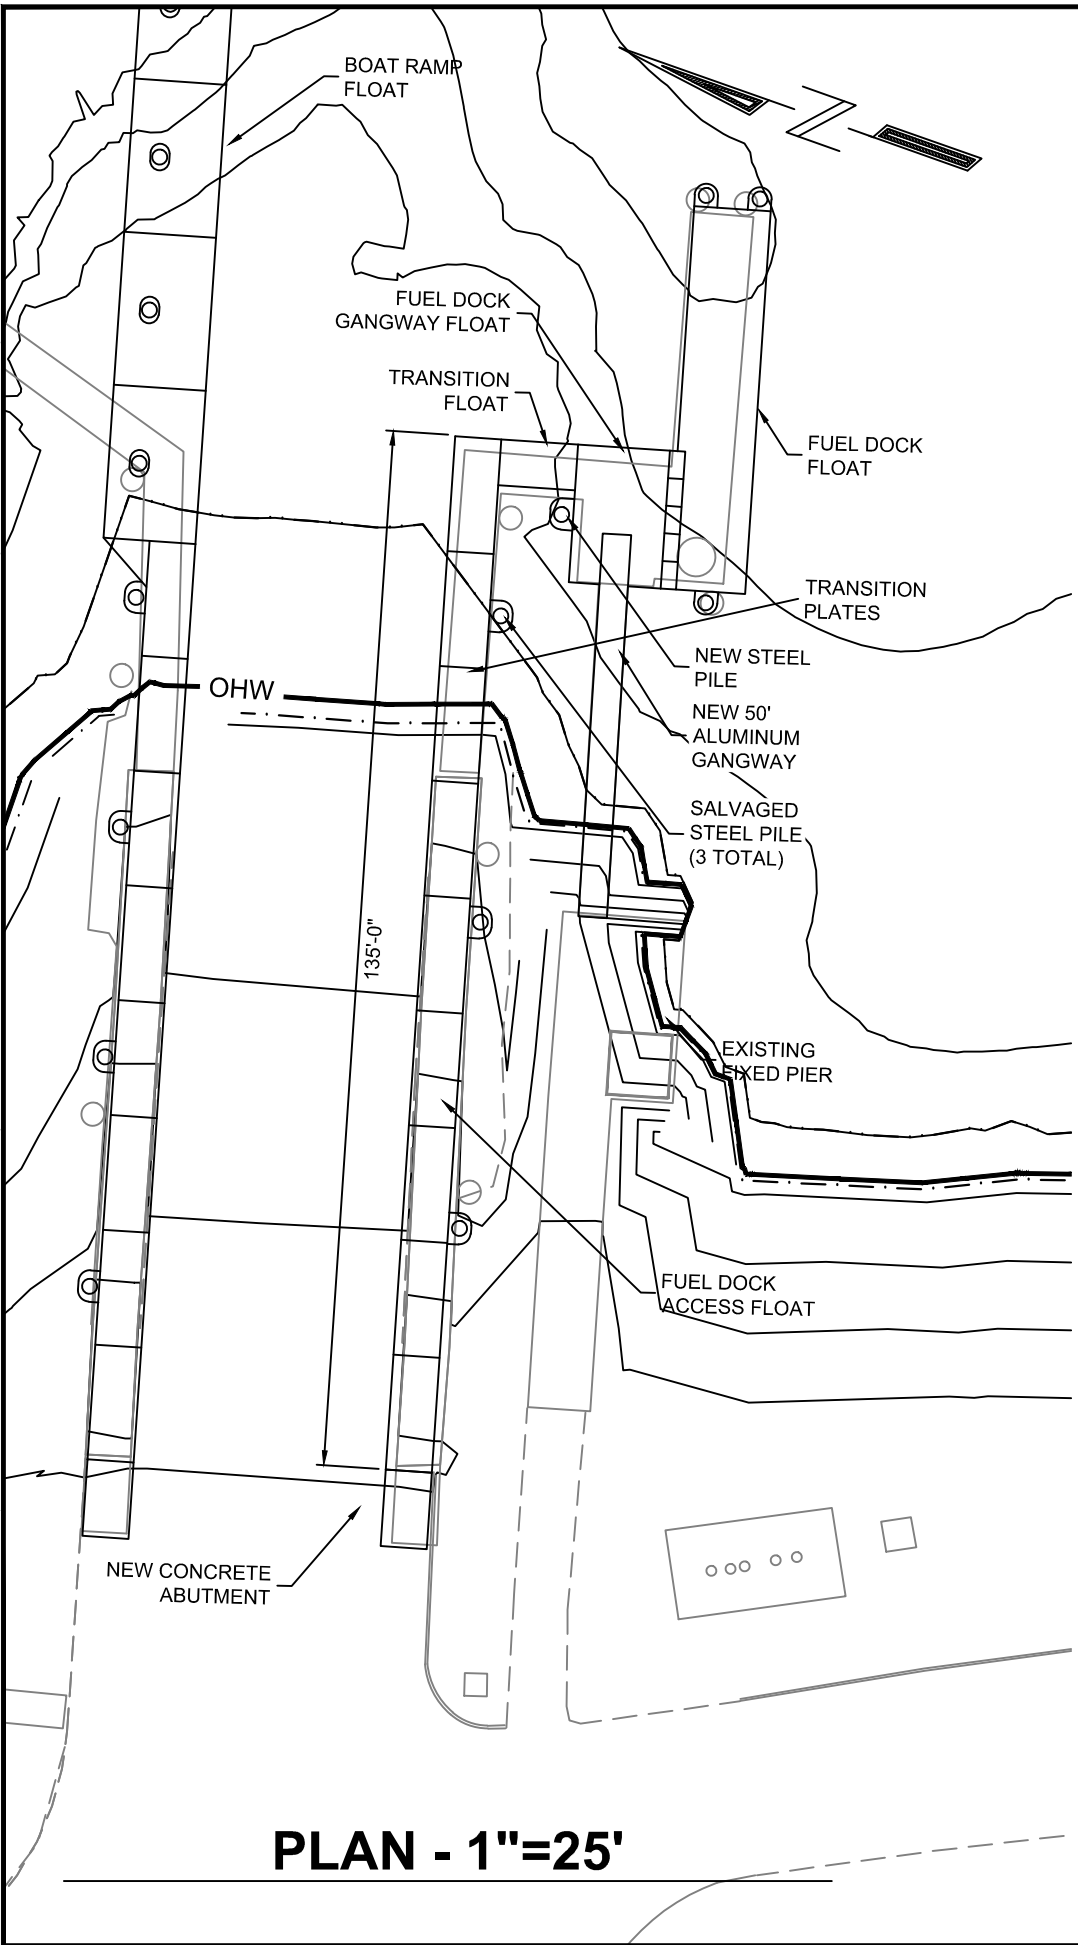 BOAT RAMP
FLOAT
FUEL DOCK
GANGWAY FLOAT
TRANSITION
FLOAT
FUEL DOCK
FLOAT
TRANSITION
PLATES
NEW STEEL
PILE
OHW
NEW 50'
ALUMINUM
GANGWAY
SALVAGED
STEEL PILE
(3 TOTAL)
135'-0"
EXISTING
FIXED PIER
FUEL DOCK
ACCESS FLOAT
NEW CONCRETE
ABUTMENT
PLAN - 1"=25'